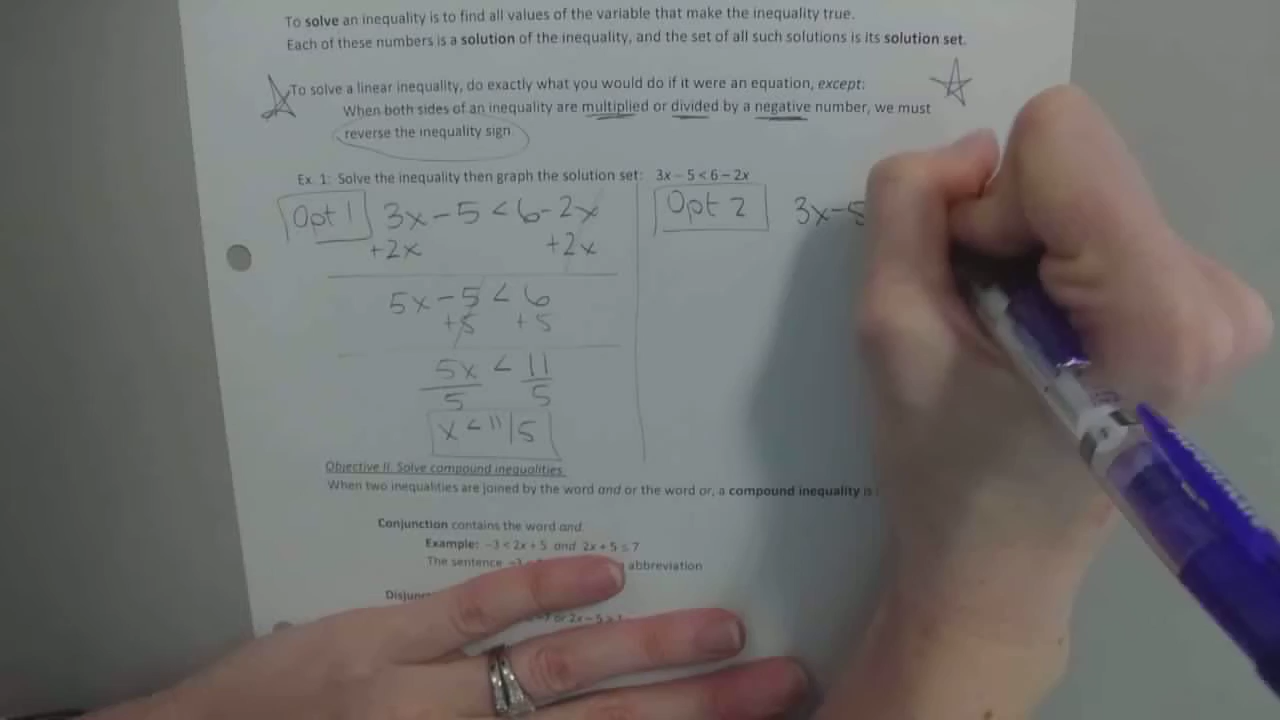 To solve an inequality is to find all values of the variable that make the inequality true.
Each of these numbers is a solution of the inequality, and the set of all such solutions is its solution set.
To solve a linear inequality, do exactly what you would do if it were an equation, except:
When both sides of an inequality are multiplied or divided by a negative number, we must
reverse the inequality sign
Ex. 1: Solve the inequality then graph the solution set: 3x – 5 < 6 – 2x
Opt 1 3x - 5 < 6 - 2x
+2x +2x
5x - 5 < 6
+5 +5
5x < 11
5 5
x < 11/5
Opt 2 3x-5
Objective II. Solve compound inequalities
When two inequalities are joined by the word and or the word or, a compound inequality is
Conjunction contains the word and.
Example: –3 < 2x + 5 and 2x + 5 ≤ 7
The sentence –3 abbreviation
or 2x – 5 >